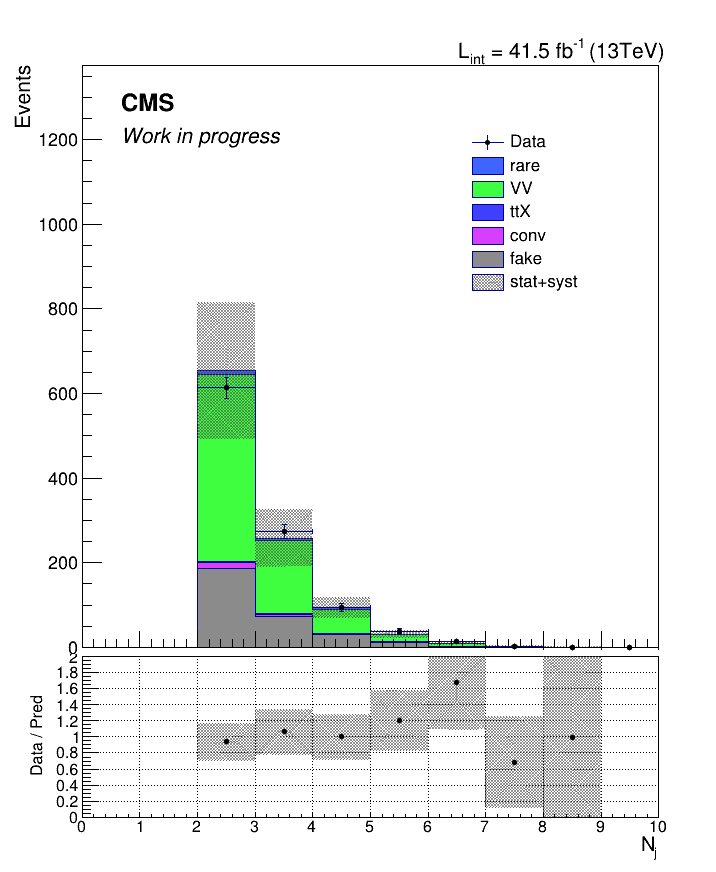 L_int = 41.5 fb^-1 (13TeV)
Events
CMS
Work in progress
Data
rare
VV
ttX
conv
fake
stat+syst
1200
1000
800
600
400
200
0
Data / Pred
2
1.8
1.6
1.4
1.2
1
0.8
0.6
0.4
0.2
0
0 1 2 3 4 5 6 7 8 9 10
N_j